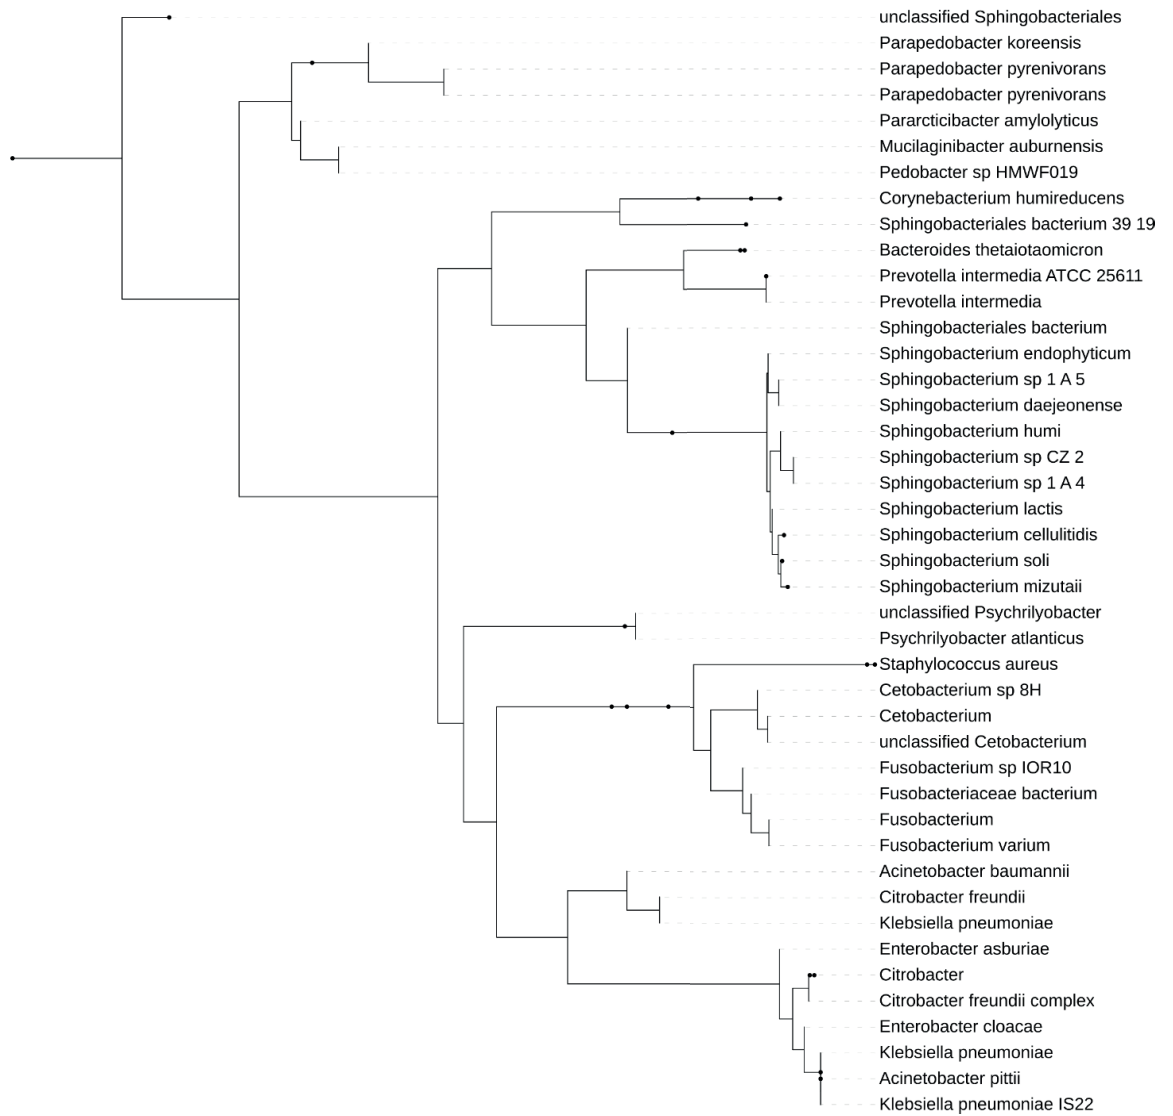 unclassified Sphingobacteriales
Parapedobacter koreensis
Parapedobacter pyrenivorans
Parapedobacter pyrenivorans
Pararcticibacter amylolyticus
Mucilaginibacter auburnensis
Pedobacter sp HMWF019
Corynebacterium humireducens
Sphingobacteriales bacterium 39 19
Bacteroides thetaiotaomicron
Prevotella intermedia ATCC 25611
Prevotella intermedia
Sphingobacteriales bacterium
Sphingobacterium endophyticum
Sphingobacterium sp 1 A 5
Sphingobacterium daejeonense
Sphingobacterium humi
Sphingobacterium sp CZ 2
Sphingobacterium sp 1 A 4
Sphingobacterium lactis
Sphingobacterium cellulitidis
Sphingobacterium soli
Sphingobacterium mizutaii
unclassified Psychrilyobacter
Psychrilyobacter atlanticus
Staphylococcus aureus
Cetobacterium sp 8H
Cetobacterium
unclassified Cetobacterium
Fusobacterium sp IOR10
Fusobacteriaceae bacterium
Fusobacterium
Fusobacterium varium
Acinetobacter baumannii
Citrobacter freundii
Klebsiella pneumoniae
Enterobacter asburiae
Citrobacter
Citrobacter freundii complex
Enterobacter cloacae
Klebsiella pneumoniae
Acinetobacter pittii
Klebsiella pneumoniae IS22